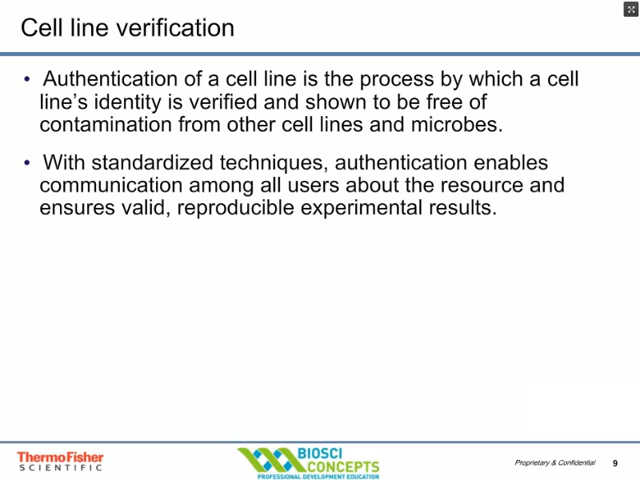 Cell line verification
• Authentication of a cell line is the process by which a cell
line's identity is verified and shown to be free of
contamination from other cell lines and microbes.
• With standardized techniques, authentication enables
communication among all users about the resource and
ensures valid, reproducible experimental results.
ThermoFisher
SCIENTIFIC
BIOSCI
CONCEPTS
PROFESSIONAL DEVELOPMENT EDUCATION
Proprietary & Confidential
9